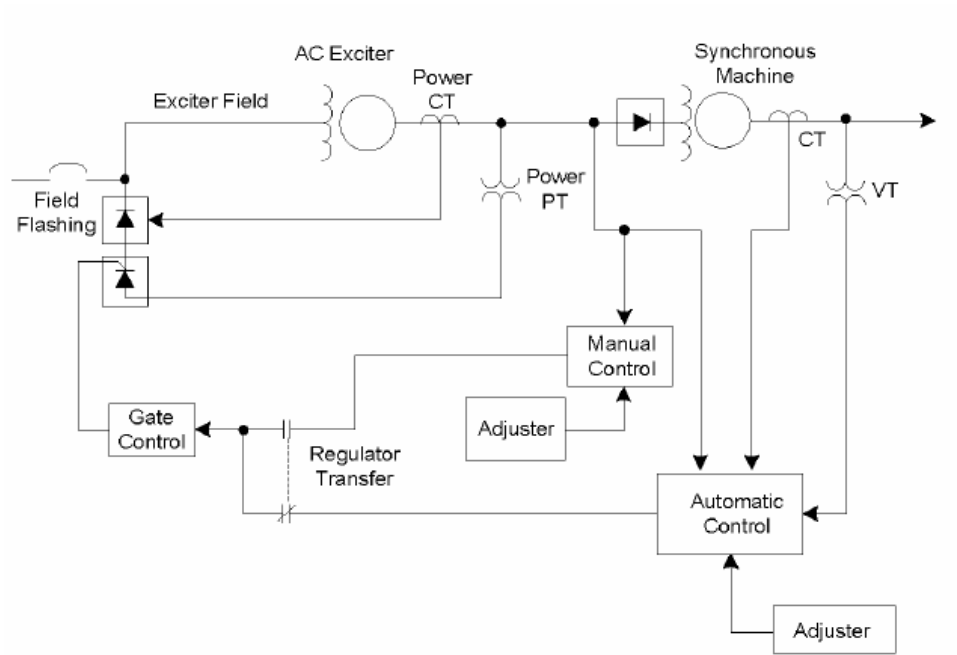 AC Exciter
Synchronous
Machine
Power
CT
Exciter Field
CT
Power
PT
VT
Field
Flashing
Manual
Control
Gate
Control
Adjuster
Regulator
Transfer
Automatic
Control
Adjuster